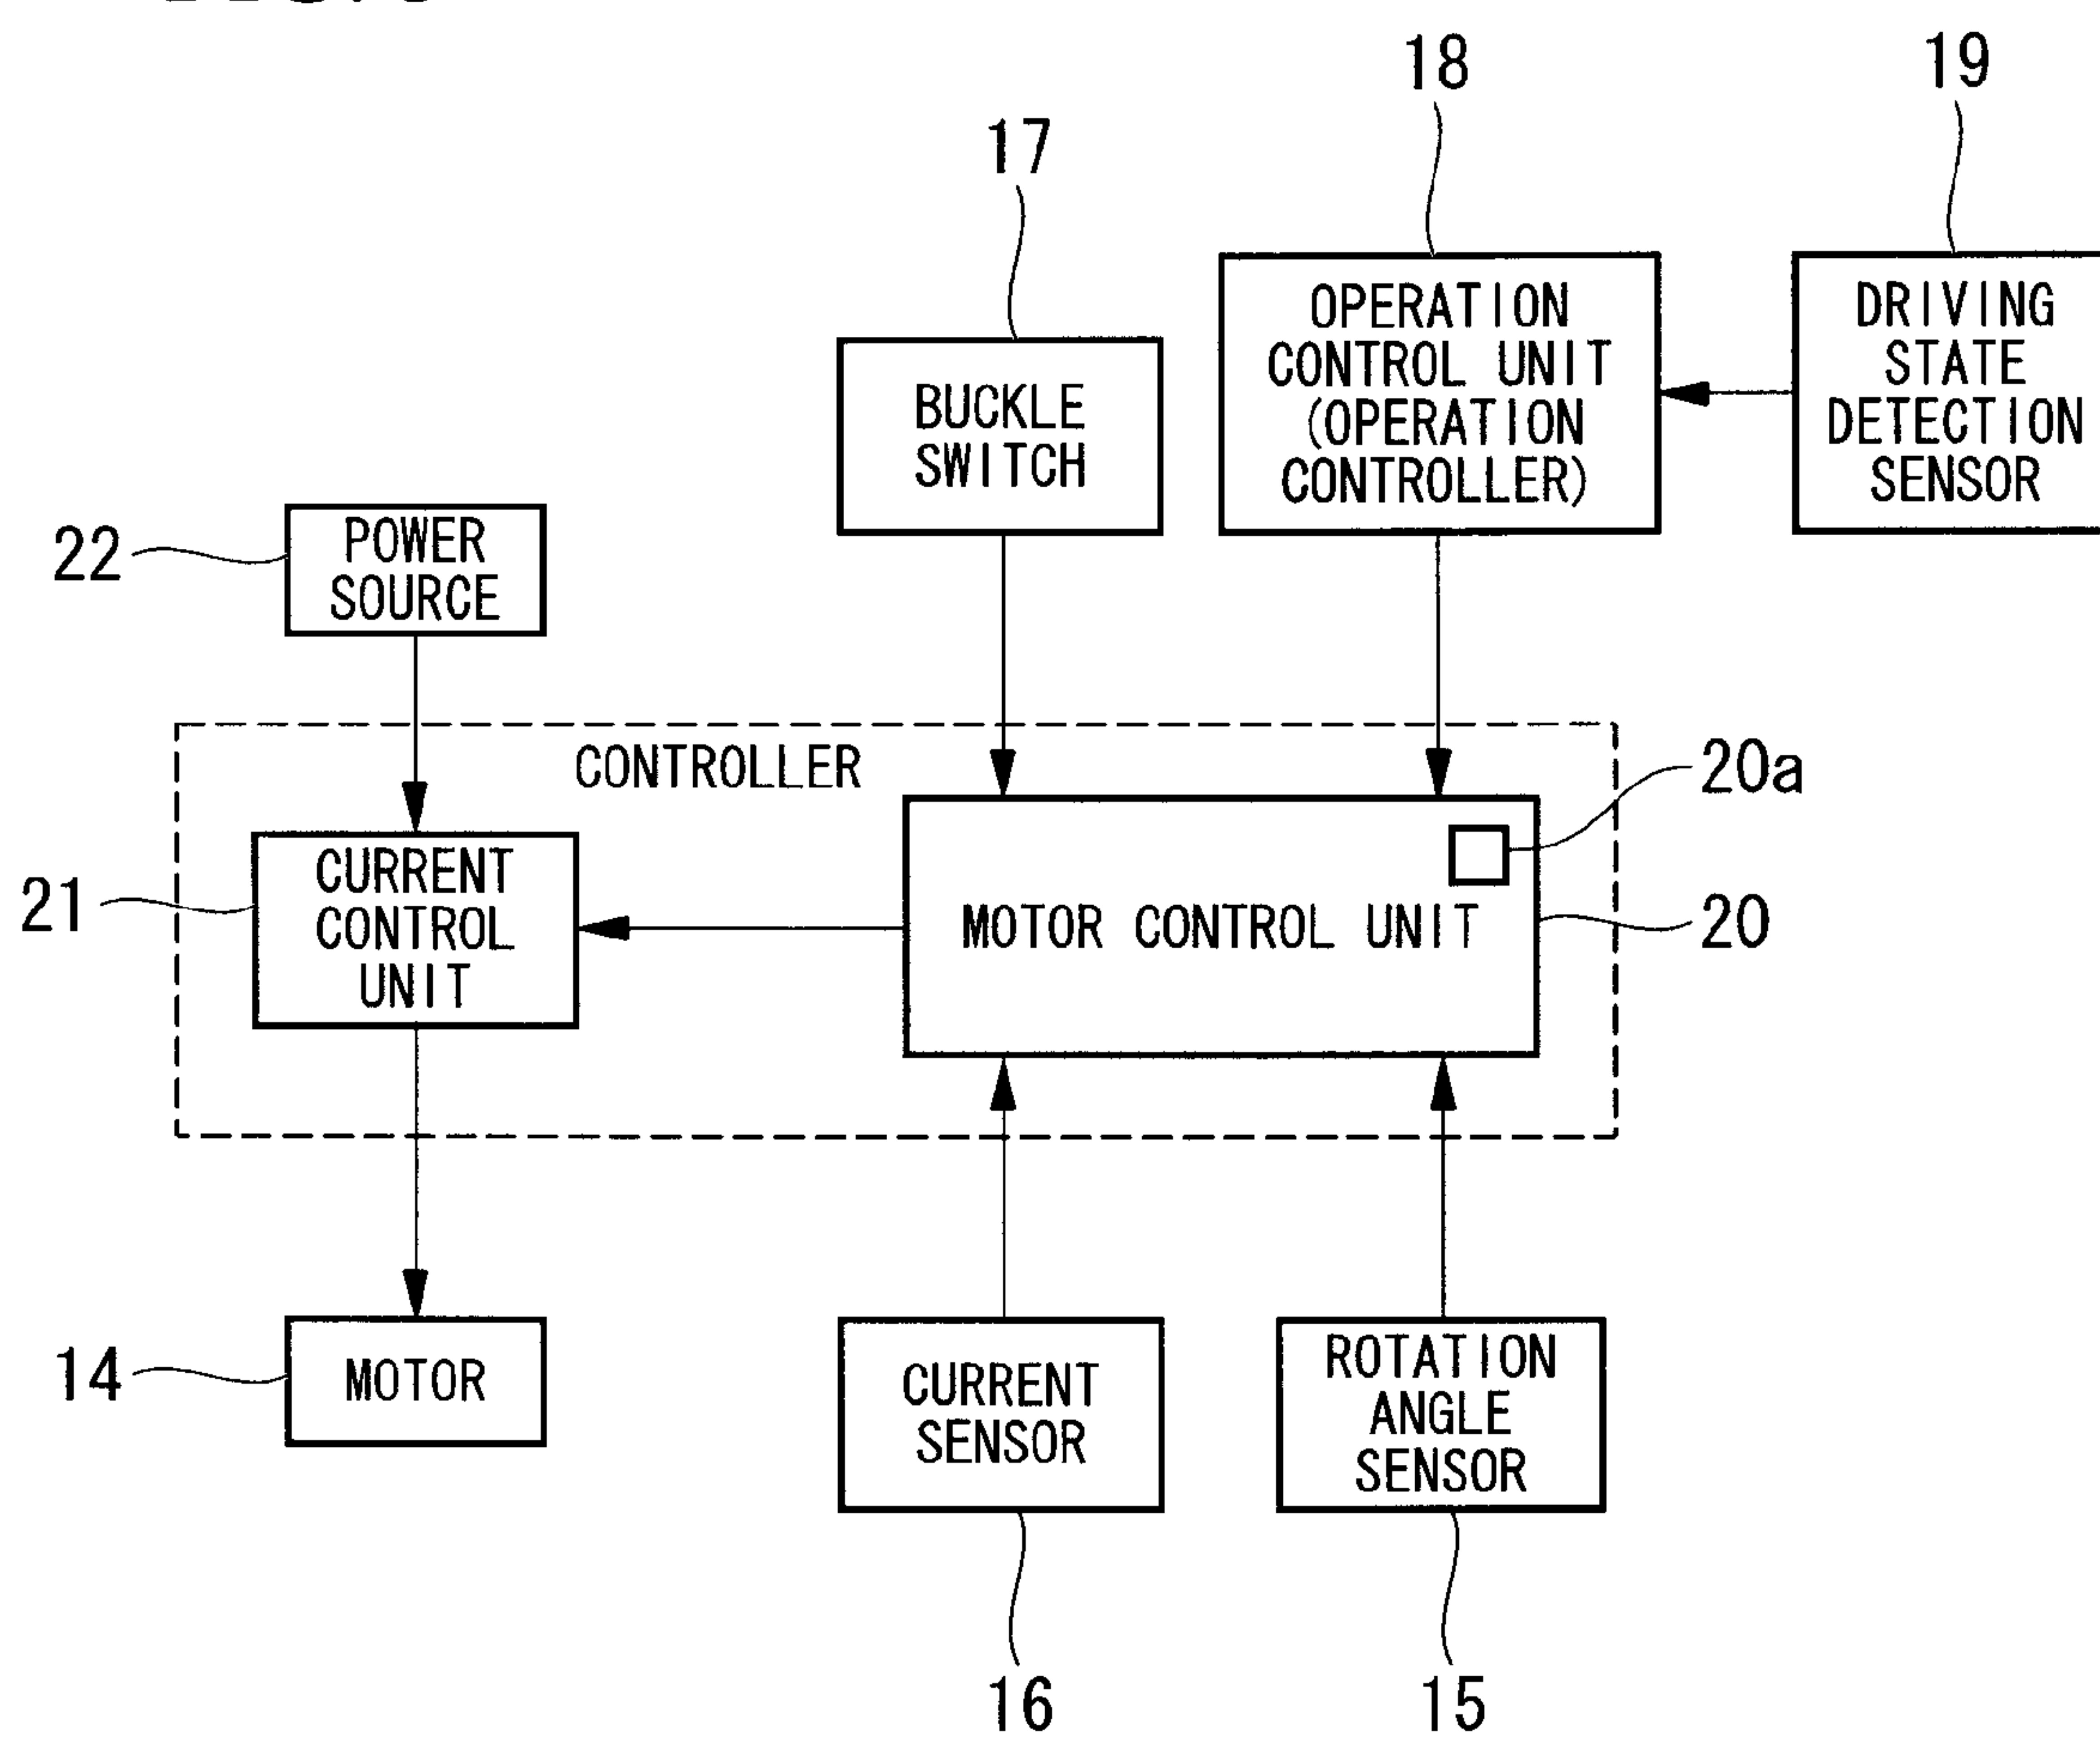 18
19
17
OPERATION
CONTROL UNIT
(OPERATION
CONTROLLER)
DRIVING
STATE
DETECTION
SENSOR
BUCKLE
SWITCH
22
POWER
SOURCE
CONTROLLER
20a
21
CURRENT
CONTROL
UNIT
MOTOR CONTROL UNIT
20
14
MOTOR
CURRENT
SENSOR
ROTATION
ANGLE
SENSOR
16
15